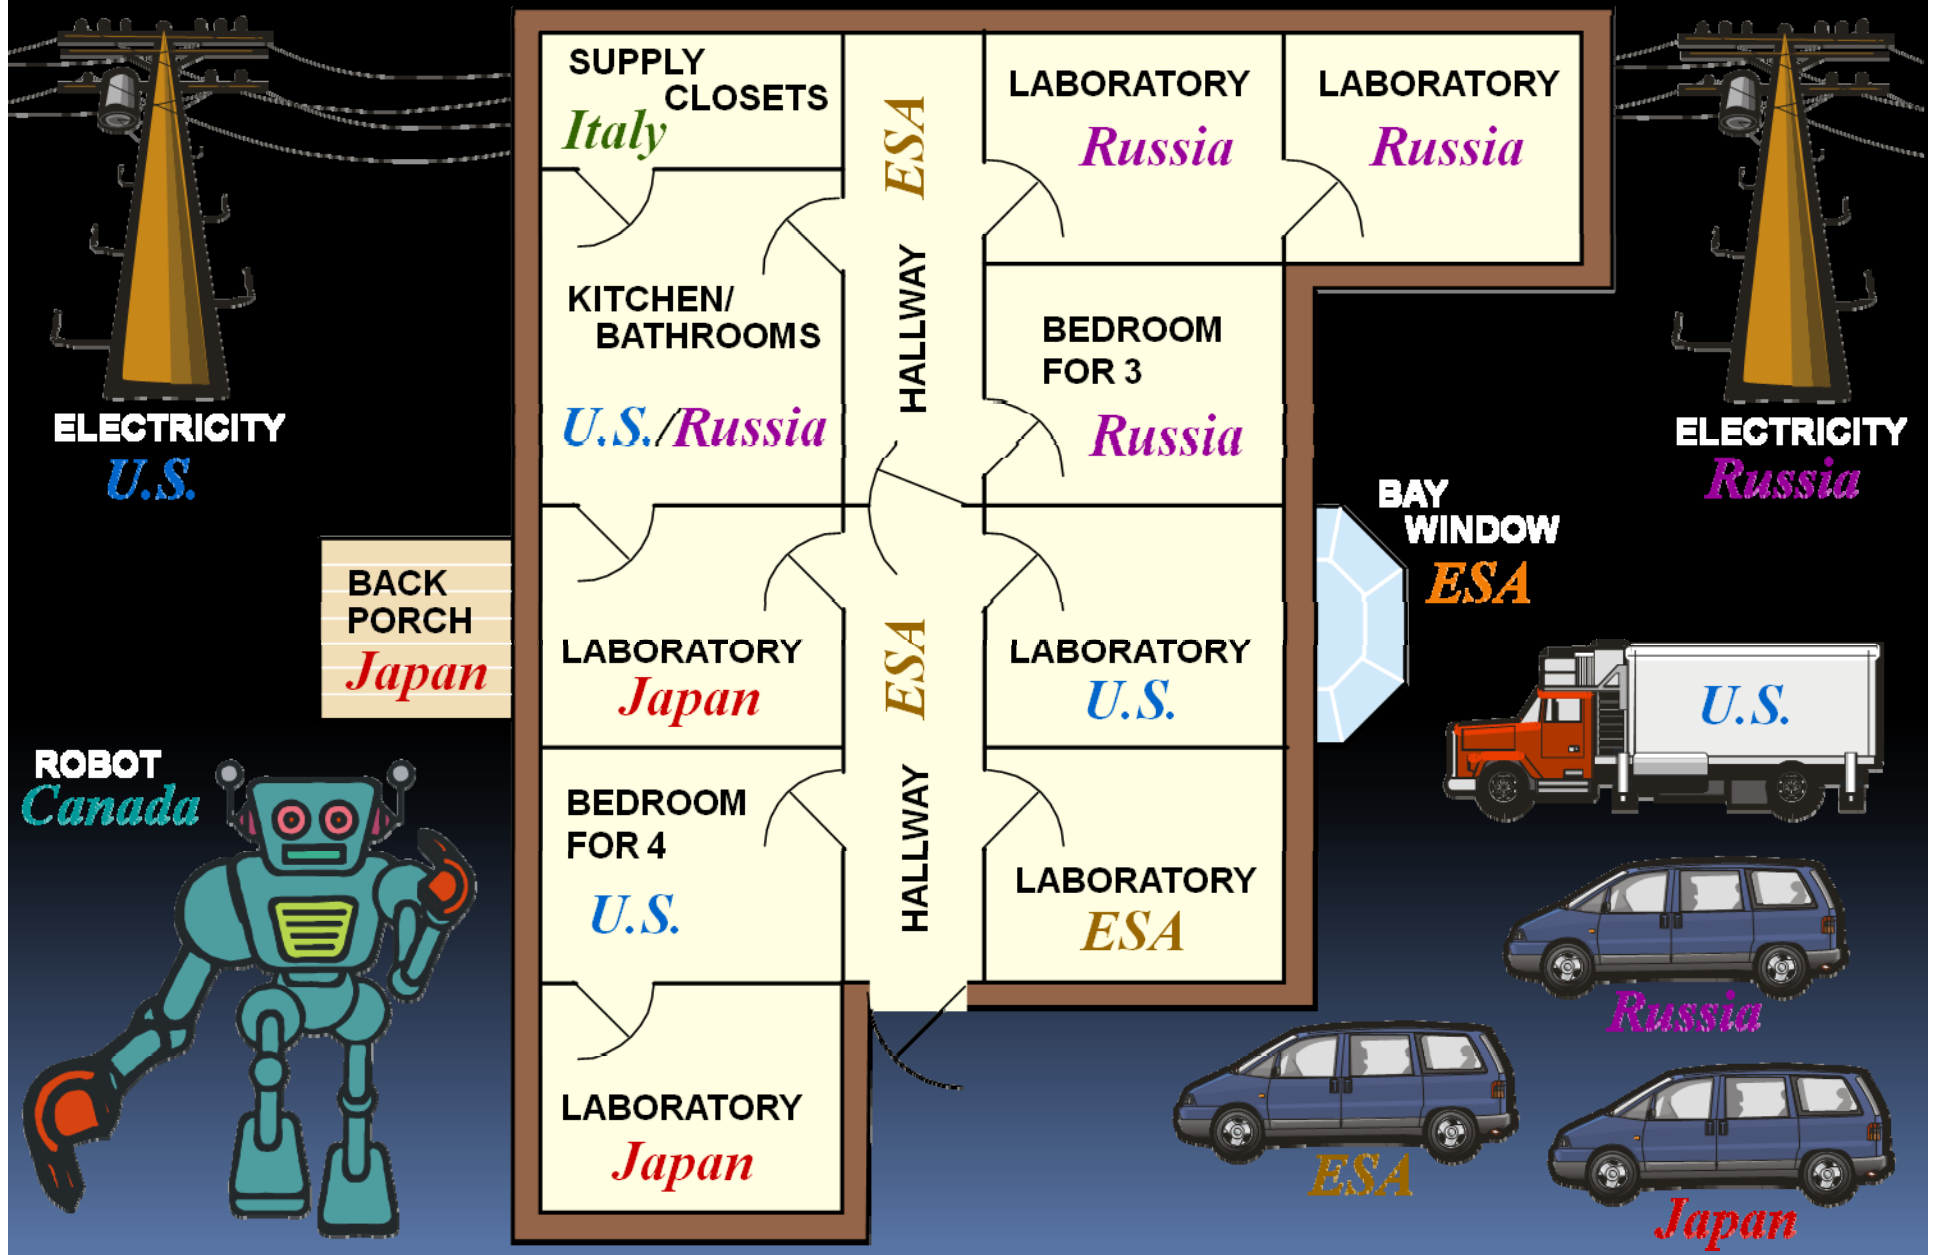 SUPPLY
CLOSETS
Italy
ESA
HALLWAY
LABORATORY
Russia
LABORATORY
Russia
KITCHEN/
BATHROOMS
U.S./Russia
BEDROOM
FOR 3
Russia
ELECTRICITY
U.S.
ELECTRICITY
Russia
BAY
WINDOW
ESA
BACK
PORCH
Japan
LABORATORY
Japan
ESA
HALLWAY
LABORATORY
U.S.
U.S.
ROBOT
Canada
BEDROOM
FOR 4
U.S.
LABORATORY
ESA
Russia
LABORATORY
Japan
ESA
Japan